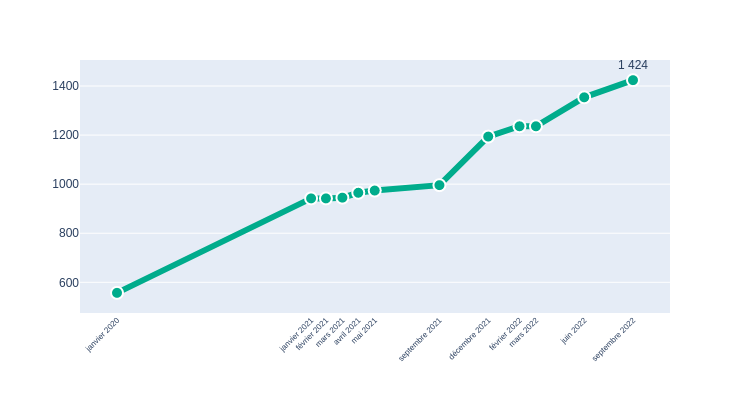 1 424
1400
1200
1000
800
600
janvier 2020
janvier 2021
février 2021
mars 2021
avril 2021
mai 2021
septembre 2021
décembre 2021
février 2022
mars 2022
juin 2022
septembre 2022